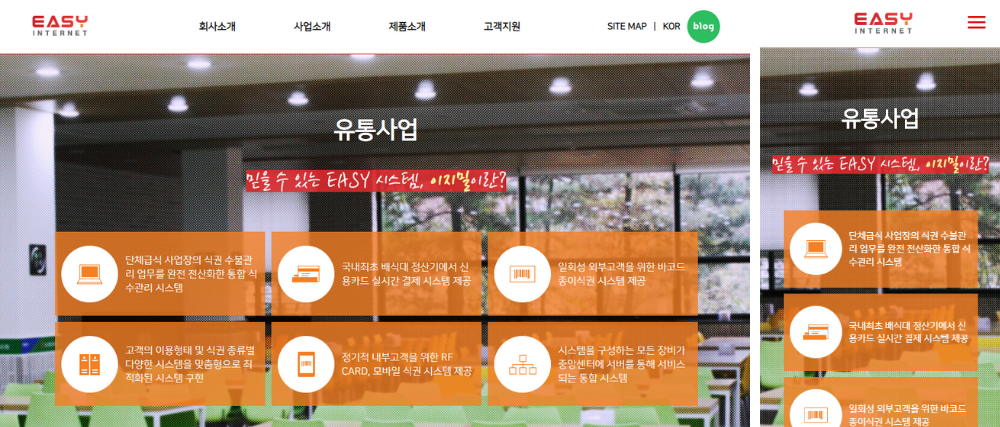 EASY
INTERNET
회사소개
사업소개
제품소개
고객지원
SITE MAP | KOR
blog
유통사업
믿을 수 있는 EASY 시스템, 이지밀이란?
단체급식 사업장의 식권 수불관
리 업무를 완전 전산화한 통합 식
수관리 시스템
국내최초 배식대 정산기에서 신
용카드 실시간 결제 시스템 제공
일회성 외부고객을 위한 바코드
종이식권 시스템 제공
고객의 이용형태 및 식권 종류별
다양한 시스템을 맞춤형으로 최
적화된 시스템 구현
정기적 내부고객을 위한 RF
CARD, 모바일 식권 시스템 제공
시스템을 구성하는 모든 장비가
중앙센터에 서버를 통해 서비스
되는 통합 시스템
EASY
INTERNET
유통사업
믿을 수 있는 EASY 시스템, 이지밀이란?
단체급식 사업장의 식권 수불관
리 업무를 완전 전산화한 통합 식
수관리 시스템
국내최초 배식대 정산기에서 신
용카드 실시간 결제 시스템 제공
일회성 외부고객을 위한 바코드
종이식권 시스템 제공